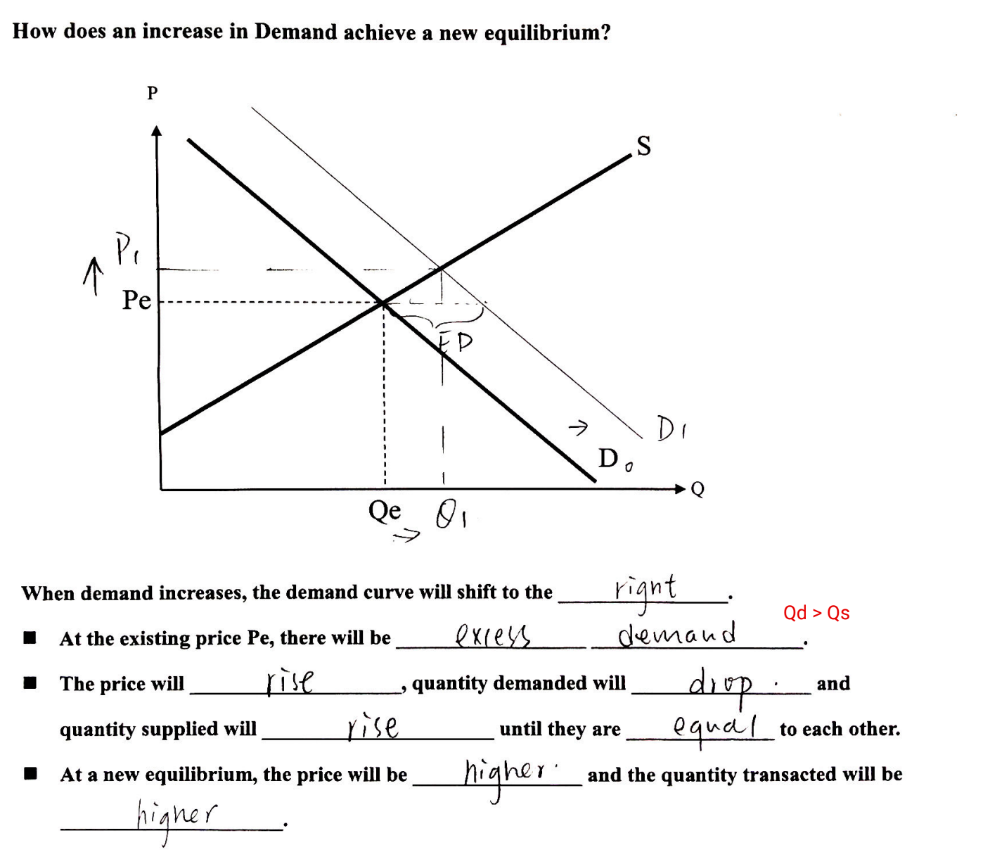 How does an increase in Demand achieve a new equilibrium?
P
S
P1
↑
Pe
ED
→
D1
D0
Q
Qe Q1
→
When demand increases, the demand curve will shift to the right.
Qd > Qs
■ At the existing price Pe, there will be excess demand.
■ The price will rise, quantity demanded will drop. and
quantity supplied will rise until they are equal to each other.
■ At a new equilibrium, the price will be higher. and the quantity transacted will be
higher.